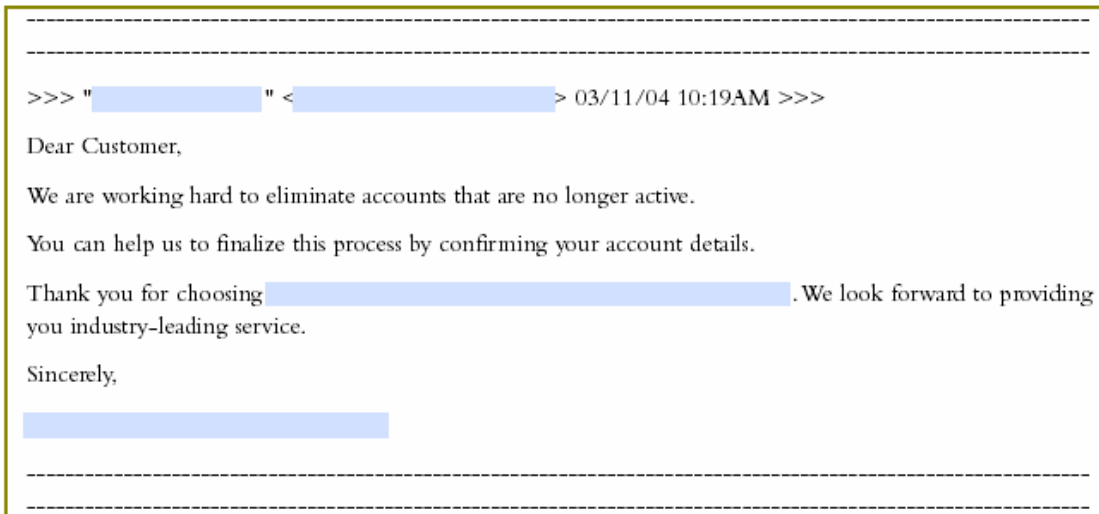 --------------------------------------------------------------------------------------------------------------
--------------------------------------------------------------------------------------------------------------
>>> " " < > 03/11/04 10:19AM >>>
Dear Customer,
We are working hard to eliminate accounts that are no longer active.
You can help us to finalize this process by confirming your account details.
Thank you for choosing . We look forward to providing
you industry-leading service.
Sincerely,
--------------------------------------------------------------------------------------------------------------
--------------------------------------------------------------------------------------------------------------